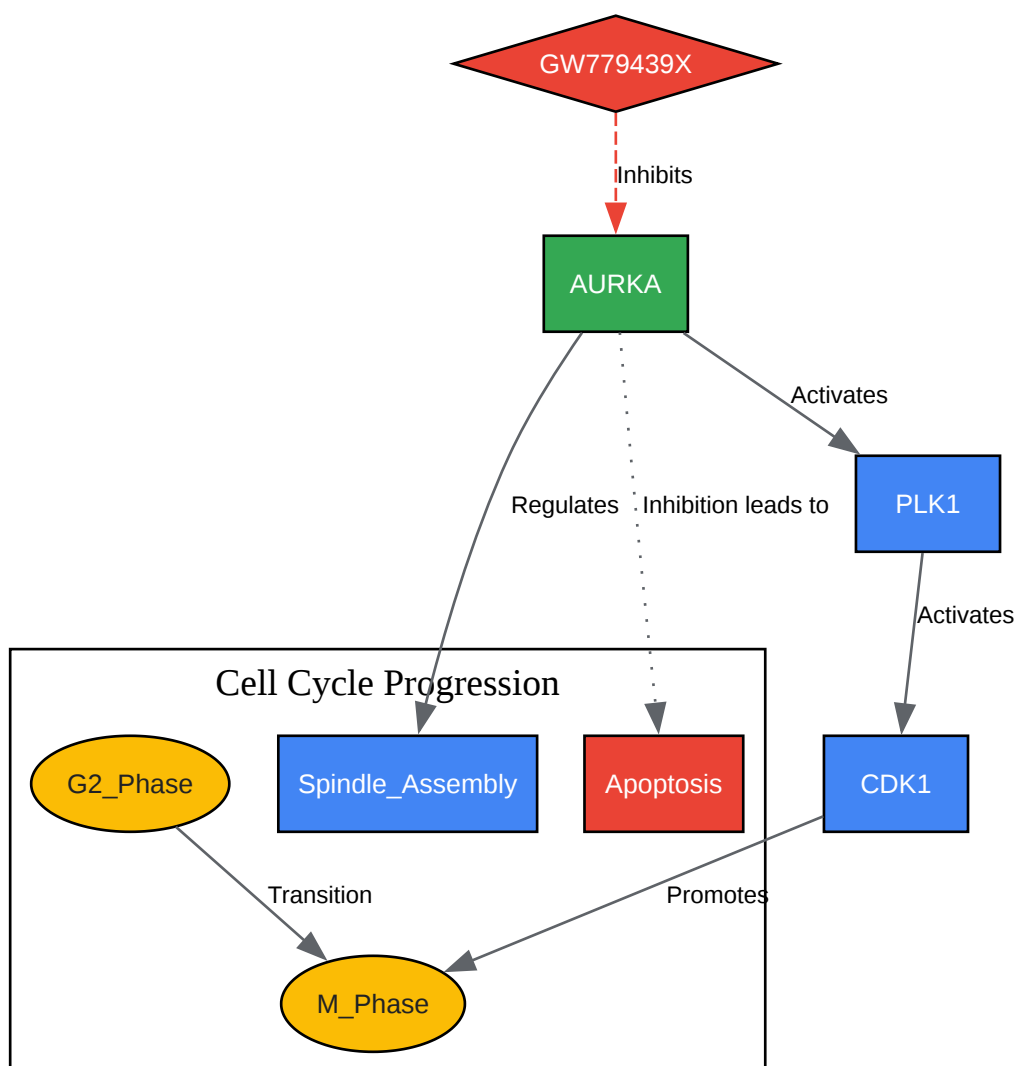 GW779439X
Inhibits
AURKA
Activates
PLK1
Regulates
Inhibition leads to
Activates
Cell Cycle Progression
G2_Phase
Spindle_Assembly
Apoptosis
CDK1
Transition
Promotes
M_Phase